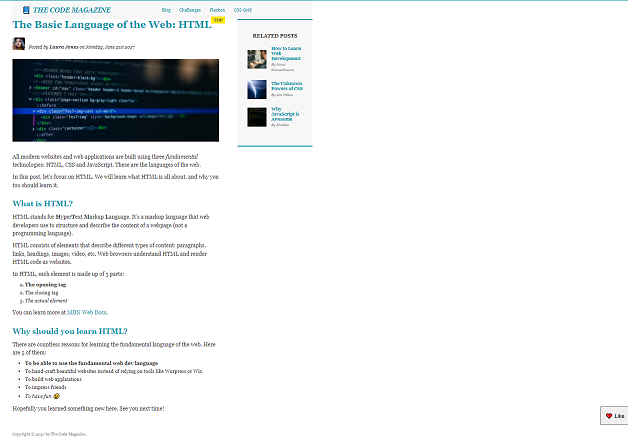 THE CODE MAGAZINE
Blog Challenges Flexbox CSS Grid
The Basic Language of the Web: HTML
TOP
Posted by Laura Jones on Monday, June 21st 2027
All modern websites and web applications are built using three fundamental
technologies: HTML, CSS and JavaScript. These are the languages of the web.
In this post, let's focus on HTML. We will learn what HTML is all about, and why you
too should learn it.
What is HTML?
HTML stands for HyperText Markup Language. It's a markup language that web
developers use to structure and describe the content of a webpage (not a
programming language).
HTML consists of elements that describe different types of content: paragraphs,
links, headings, images, video, etc. Web browsers understand HTML and render
HTML code as websites.
In HTML, each element is made up of 3 parts:
1. The opening tag
2. The closing tag
3. The actual element
You can learn more at MDN Web Docs.
Why should you learn HTML?
There are countless reasons for learning the fundamental language of the web. Here
are 5 of them:
• To be able to use the fundamental web dev language
• To hand-craft beautiful websites instead of relying on tools like Worpress or Wix
• To build web applications
• To impress friends
• To have fun 😄
Hopefully you learned something new here. See you next time!
Copyright © 2027 by The Code Magazine.
RELATED POSTS
How to Learn
Web
Development
By Jonas
The Unknown
Powers of CSS
By Jim Dillon
Why
JavaScript is
Awesome
By Matilda
❤️ Like